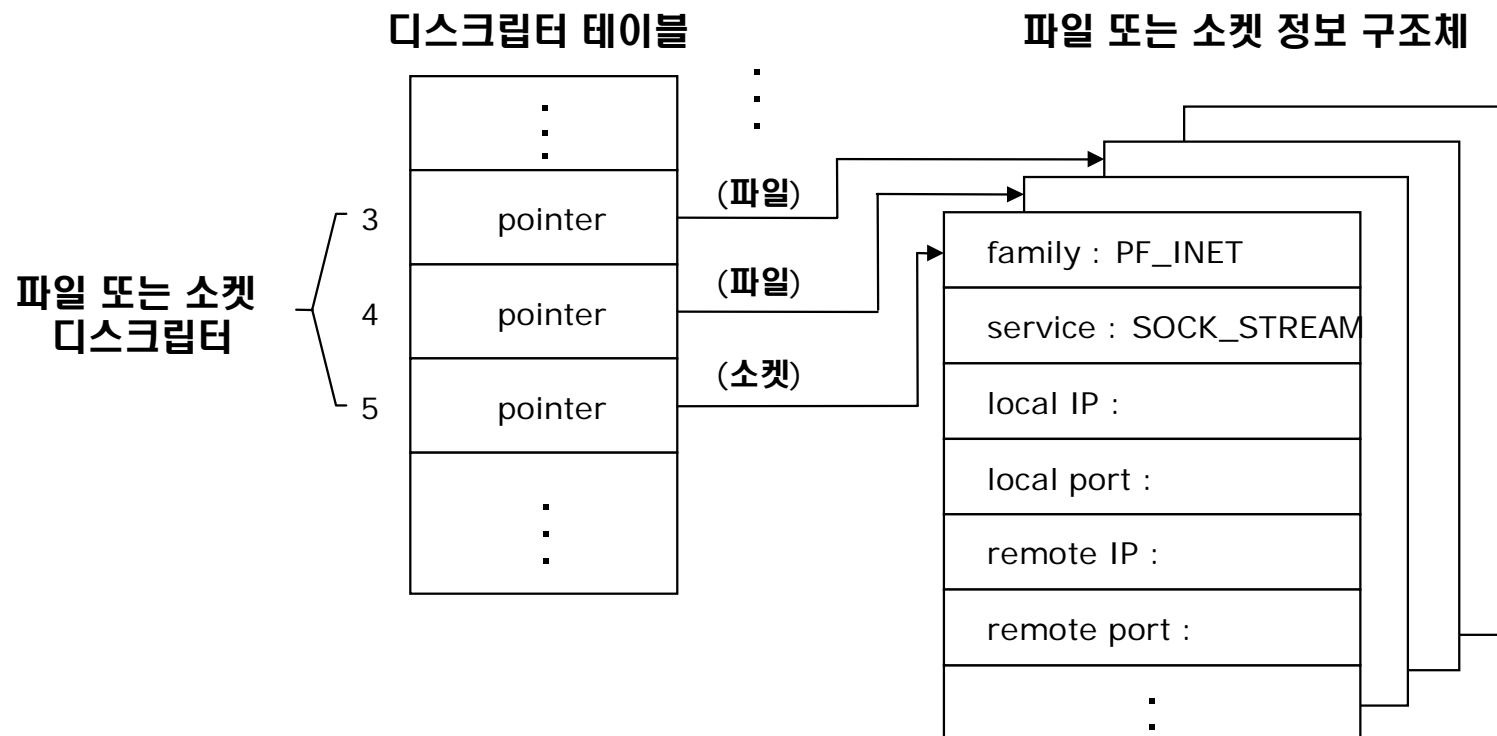 디스크립터 테이블
파일 또는 소켓 정보 구조체
파일 또는 소켓
디스크립터
3
pointer
(파일)
4
pointer
(파일)
5
pointer
(소켓)
family : PF_INET
service : SOCK_STREAM
local IP :
local port :
remote IP :
remote port :